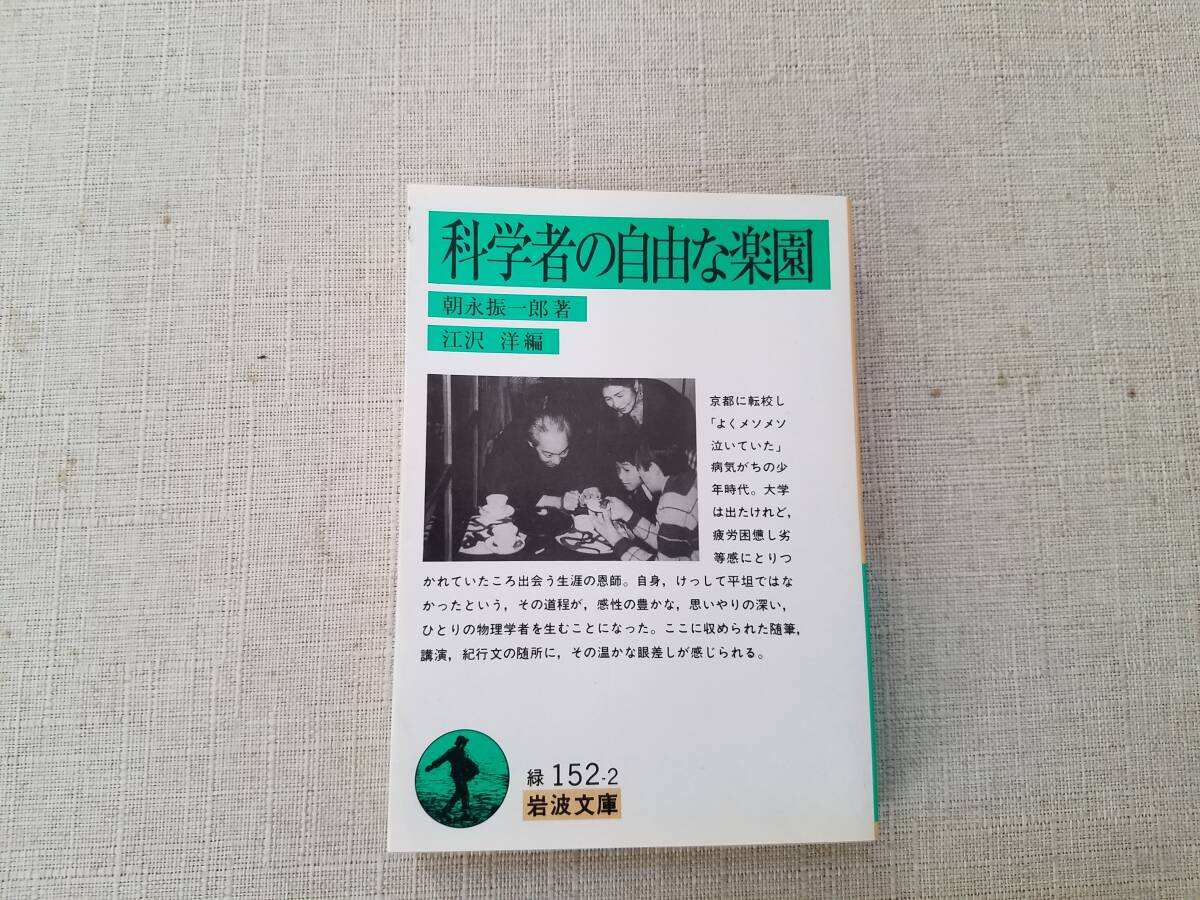 科学者の自由な楽園
朝永振一郎著
江沢 洋編
京都に転校し
「よくメソメソ
泣いていた」
病気がちの少
年時代。大学
は出たけれど，
疲労困憊し劣
等感にとりつ
かれていたころ出会う生涯の恩師。自身，けっして平坦ではな
かったという，その道程が，感性の豊かな，思いやりの深い，
ひとりの物理学者を生むことになった。ここに収められた随筆，
講演，紀行文の随所に，その温かな眼差しが感じられる。
緑 152-2
岩波文庫